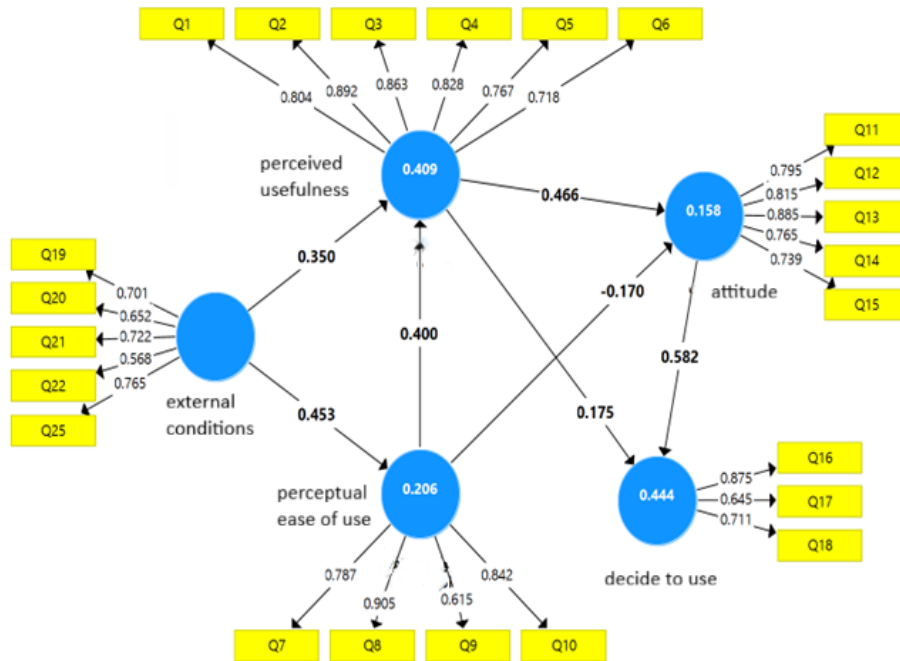 Q1 Q2 Q3 Q4 Q5 Q6
0.804 0.892 0.863 0.828 0.767 0.718
perceived
usefulness
0.409
0.466
0.158
attitude
0.795
0.815
0.885
0.765
0.739
Q11
Q12
Q13
Q14
Q15
Q19
Q20
Q21
Q22
Q25
0.701
0.652
0.722
0.568
0.765
external
conditions
0.350
0.400
0.453
-0.170
0.582
0.175
perceptual
ease of use
0.206
0.444
decide to use
0.875
0.645
0.711
Q16
Q17
Q18
0.787 0.905 0.615 0.842
Q7 Q8 Q9 Q10